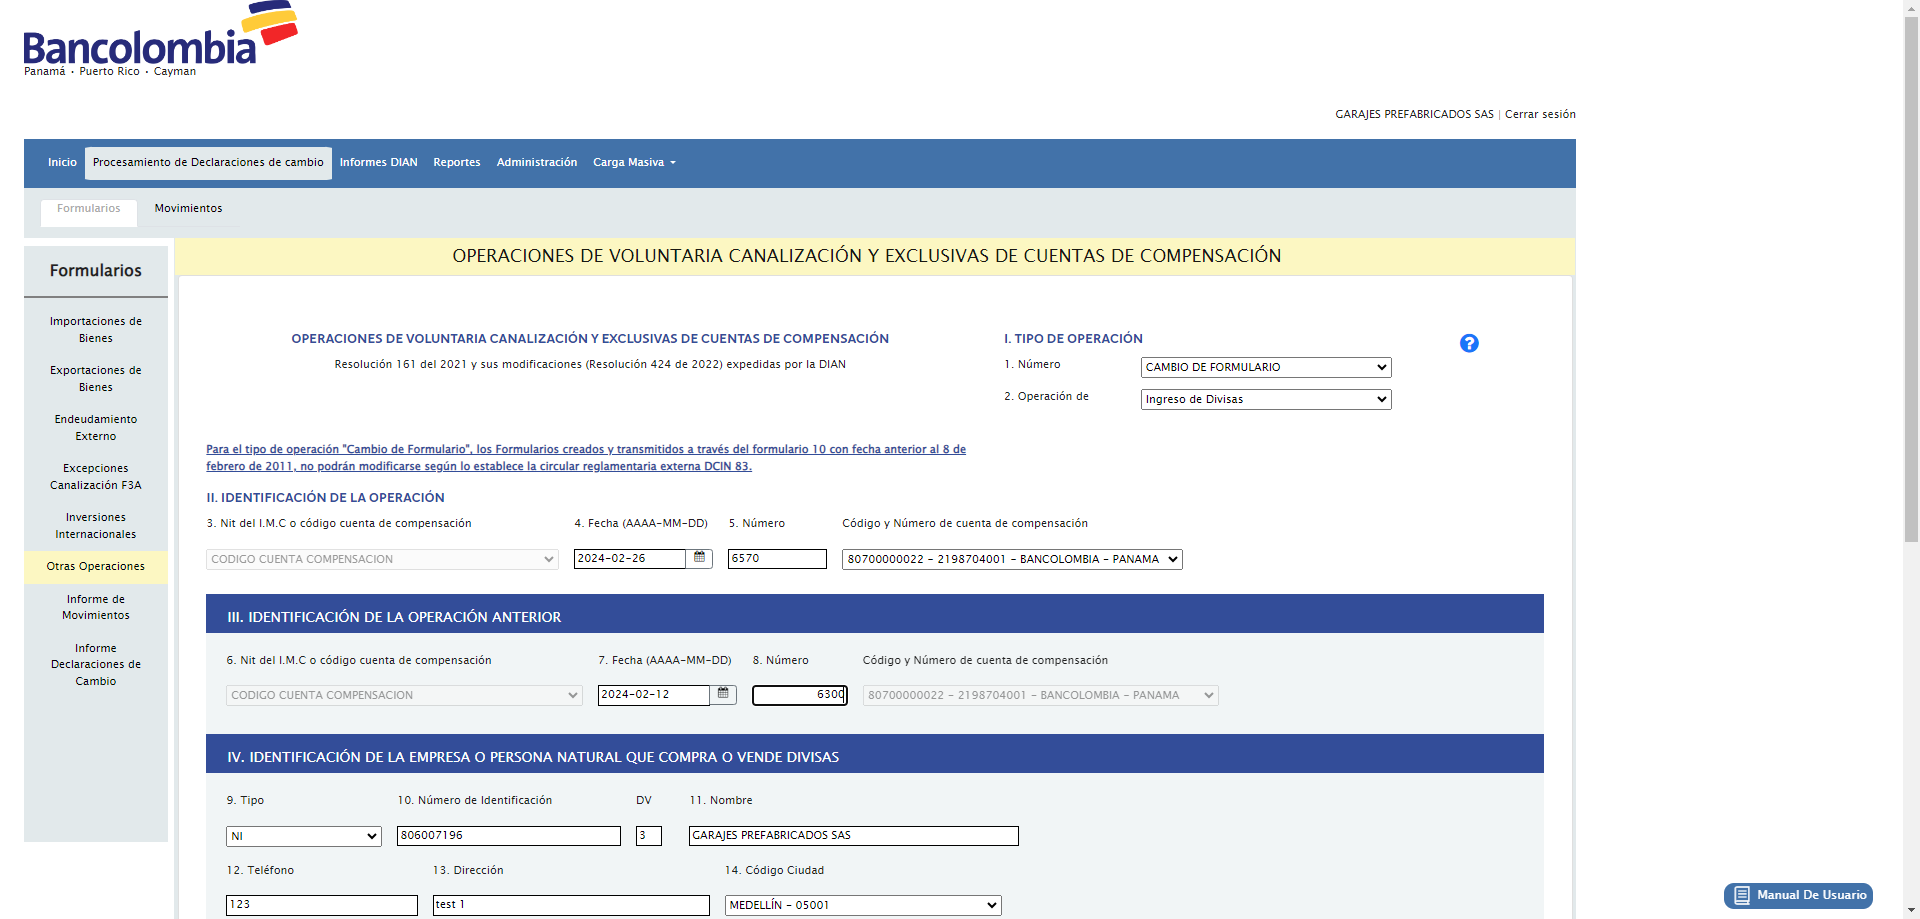 Bancolombia
Panamá • Puerto Rico • Cayman
GARAJES PREFABRICADOS SAS | Cerrar sesión
Inicio Procesamiento de Declaraciones de cambio Informes DIAN Reportes Administración Carga Masiva
Formularios Movimientos
Formularios
Importaciones de
Bienes
Exportaciones de
Bienes
Endeudamiento
Externo
Excepciones
Canalización F3A
Inversiones
Internacionales
Otras Operaciones
Informe de
Movimientos
Informe
Declaraciones de
Cambio
OPERACIONES DE VOLUNTARIA CANALIZACIÓN Y EXCLUSIVAS DE CUENTAS DE COMPENSACIÓN
OPERACIONES DE VOLUNTARIA CANALIZACIÓN Y EXCLUSIVAS DE CUENTAS DE COMPENSACIÓN
Resolución 161 del 2021 y sus modificaciones (Resolución 424 de 2022) expedidas por la DIAN
I. TIPO DE OPERACIÓN
?
1. Número CAMBIO DE FORMULARIO
2. Operación de Ingreso de Divisas
Para el tipo de operación "Cambio de Formulario", los Formularios creados y transmitidos a través del formulario 10 con fecha anterior al 8 de
febrero de 2011, no podrán modificarse según lo establece la circular reglamentaria externa DCIN 83.
II. IDENTIFICACIÓN DE LA OPERACIÓN
3. Nit del I.M.C o código cuenta de compensación 4. Fecha (AAAA-MM-DD) 5. Número Código y Número de cuenta de compensación
CODIGO CUENTA COMPENSACION 2024-02-26 6570 80700000022 - 2198704001 - BANCOLOMBIA - PANAMA
III. IDENTIFICACIÓN DE LA OPERACIÓN ANTERIOR
6. Nit del I.M.C o código cuenta de compensación 7. Fecha (AAAA-MM-DD) 8. Número Código y Número de cuenta de compensación
CODIGO CUENTA COMPENSACION 2024-02-12 6300 80700000022 - 2198704001 - BANCOLOMBIA - PANAMA
IV. IDENTIFICACIÓN DE LA EMPRESA O PERSONA NATURAL QUE COMPRA O VENDE DIVISAS
9. Tipo 10. Número de Identificación DV 11. Nombre
NI 806007196 3 GARAJES PREFABRICADOS SAS
12. Teléfono 13. Dirección 14. Código Ciudad
123 test 1 MEDELLÍN - 05001
Manual De Usuario